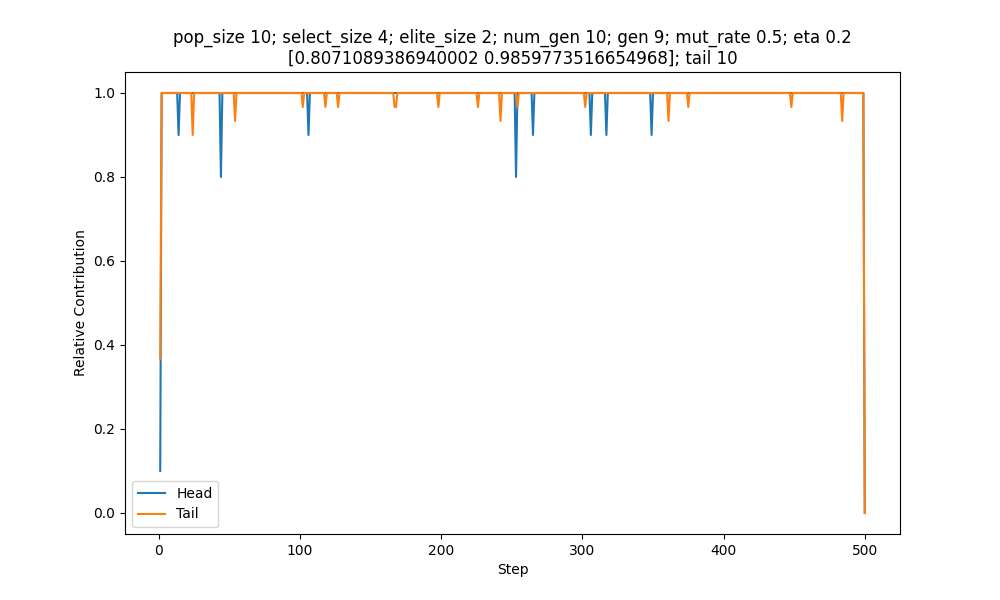 pop_size 10; select_size 4; elite_size 2; num_gen 10; gen 9; mut_rate 0.5; eta 0.2
[0.8071089386940002 0.9859773516654968]; tail 10
1.0
0.8
0.6
0.4
0.2
0.0
Relative Contribution
Head
Tail
0
100
200
300
400
500
Step